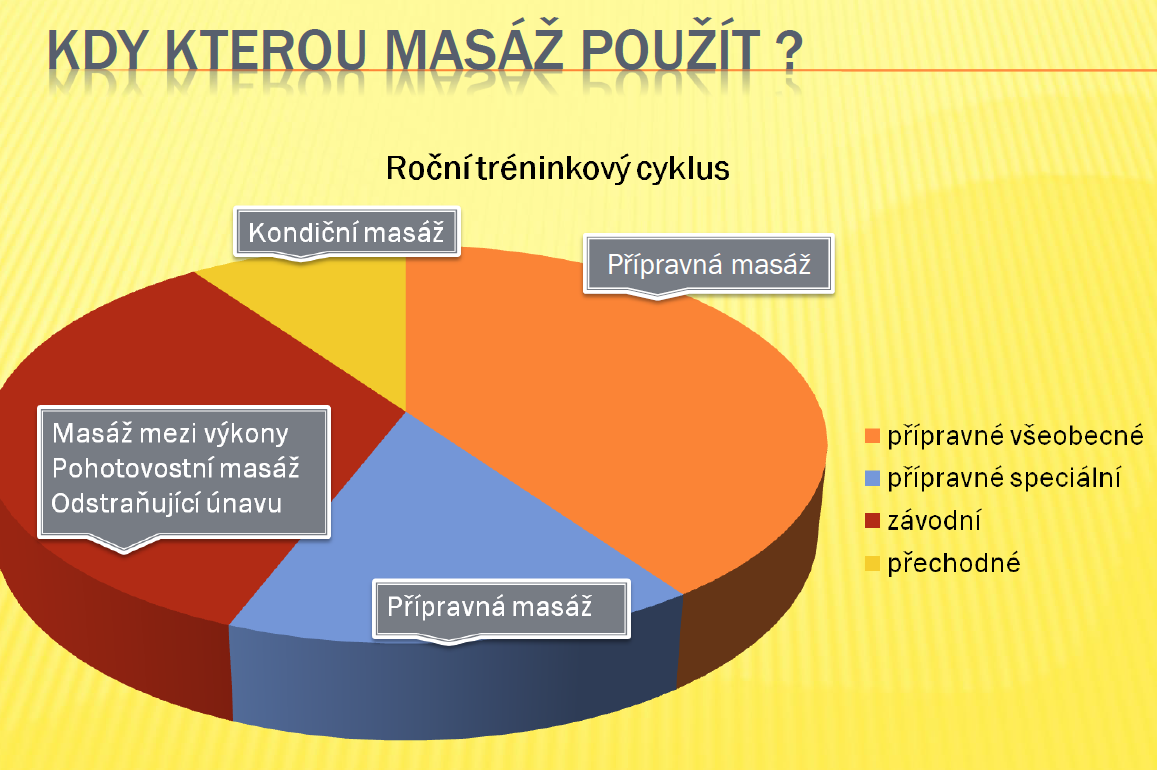 KDY KTEROU MASÁŽ POUŽÍT ?
Roční tréninkový cyklus
Kondiční masáž
Přípravná masáž
Masáž mezi výkony
Pohotovostní masáž
Odstraňující únavu
Přípravná masáž
přípravné všeobecné
přípravné speciální
závodní
přechodné